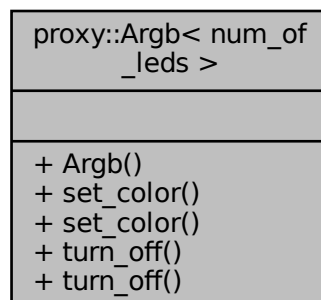 proxy::Argb< num_of
_leds >
+ Argb()
+ set_color()
+ set_color()
+ turn_off()
+ turn_off()